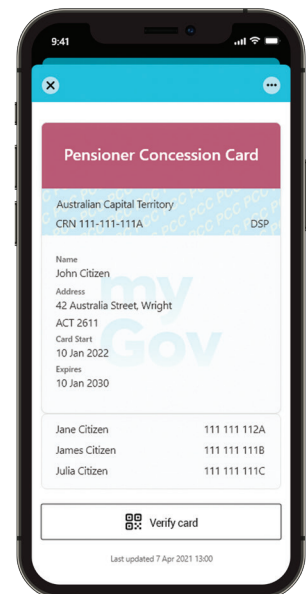 9:41
Pensioner Concession Card
Australian Capital Territory
CRN 111-111-111A DSP
Name
John Citizen
Address
42 Australia Street, Wright
ACT 2611
Card Start
10 Jan 2022
Expires
10 Jan 2030
my
Gov
Jane Citizen 111 111 112A
James Citizen 111 111 111B
Julia Citizen 111 111 111C
Verify card
Last updated 7 Apr 2021 13:00